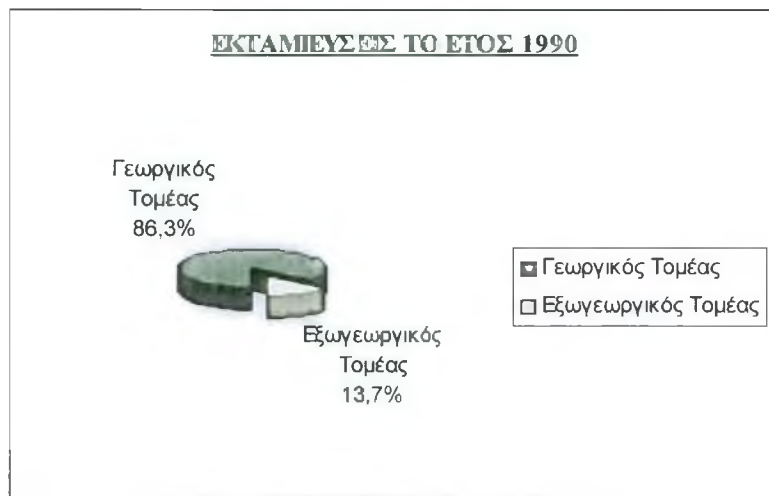 ΕΚΤΑΜΙΕΥΣΕΙΣ ΤΟ ΕΤΟΣ 1990
Γεωργικός
Τομέας
86,3%
Γεωργικός Τομέας
Εξωγεωργικός Τομέας
Εξωγεωργικός
Τομέας
13,7%